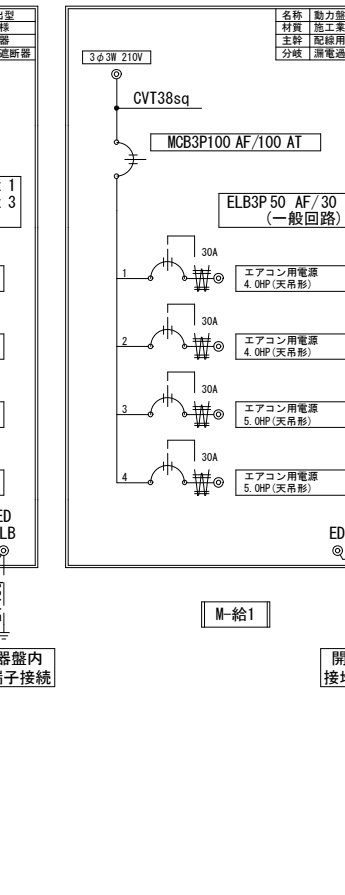 出型
様
器
遮断器
名称 動力盤
材質 施工業
主幹 配線用
分岐 漏電遮
3φ3W 210V
CVT38sq
MCB3P100 AF/100 AT
1
3
ELB3P 50 AF/30
(一般回路)
30A
1
エアコン用電源
4.0HP(天吊形)
30A
2
エアコン用電源
4.0HP(天吊形)
30A
3
エアコン用電源
5.0HP(天吊形)
30A
4
エアコン用電源
5.0HP(天吊形)
ED
LB
ED
M-給1
器盤内
端子接続
開
接地